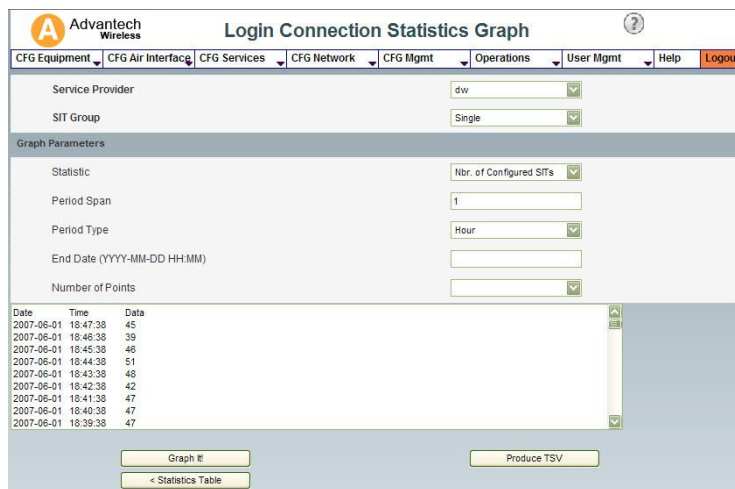 Advantech
Wireless
Login Connection Statistics Graph
?
CFG Equipment CFG Air Interface CFG Services CFG Network CFG Mgmt Operations User Mgmt Help Logou
Service Provider dw
SIT Group Single
Graph Parameters
Statistic Nbr. of Configured SITs
Period Span 1
Period Type Hour
End Date (YYYY-MM-DD HH:MM)
Number of Points
Date Time Data
2007-06-01 18:47:38 45
2007-06-01 18:46:38 39
2007-06-01 18:45:38 46
2007-06-01 18:44:38 51
2007-06-01 18:43:38 48
2007-06-01 18:42:38 42
2007-06-01 18:41:38 47
2007-06-01 18:40:38 47
2007-06-01 18:39:38 47
Graph It! Produce TSV
< Statistics Table